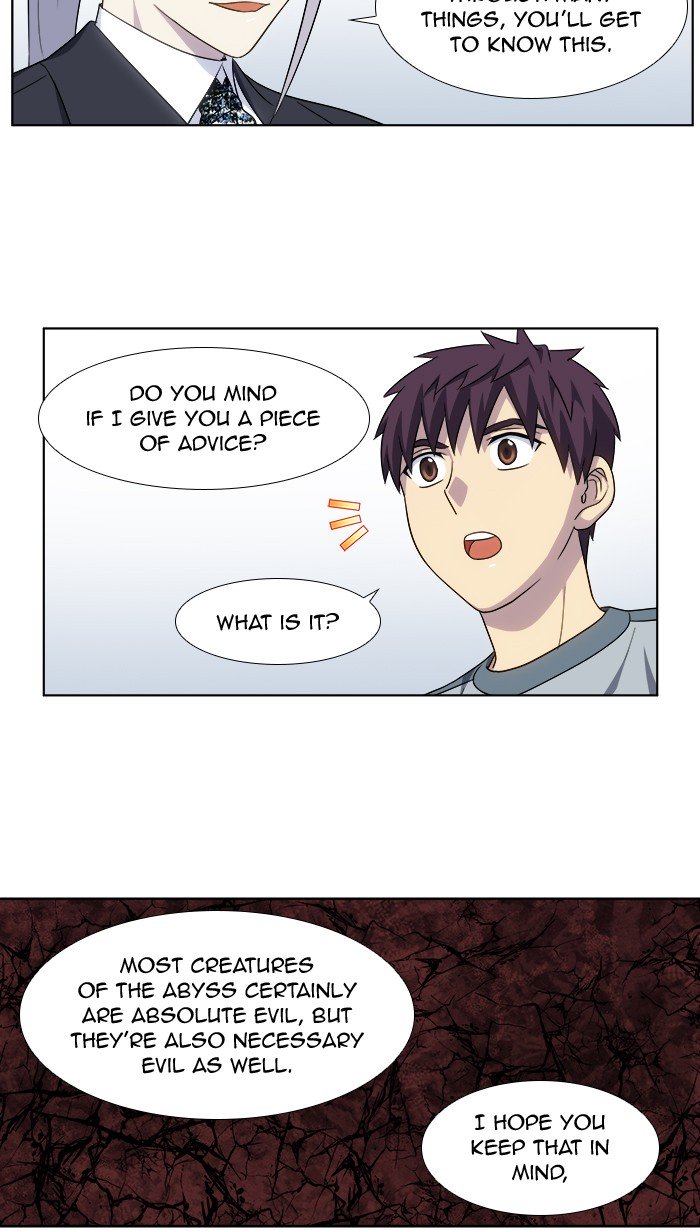 THINGS, YOU'LL GET
TO KNOW THIS.
DO YOU MIND
IF I GIVE YOU A PIECE
OF ADVICE?
WHAT IS IT?
MOST CREATURES
OF THE ABYSS CERTAINLY
ARE ABSOLUTE EVIL, BUT
THEY'RE ALSO NECESSARY
EVIL AS WELL.
I HOPE YOU
KEEP THAT IN
MIND,